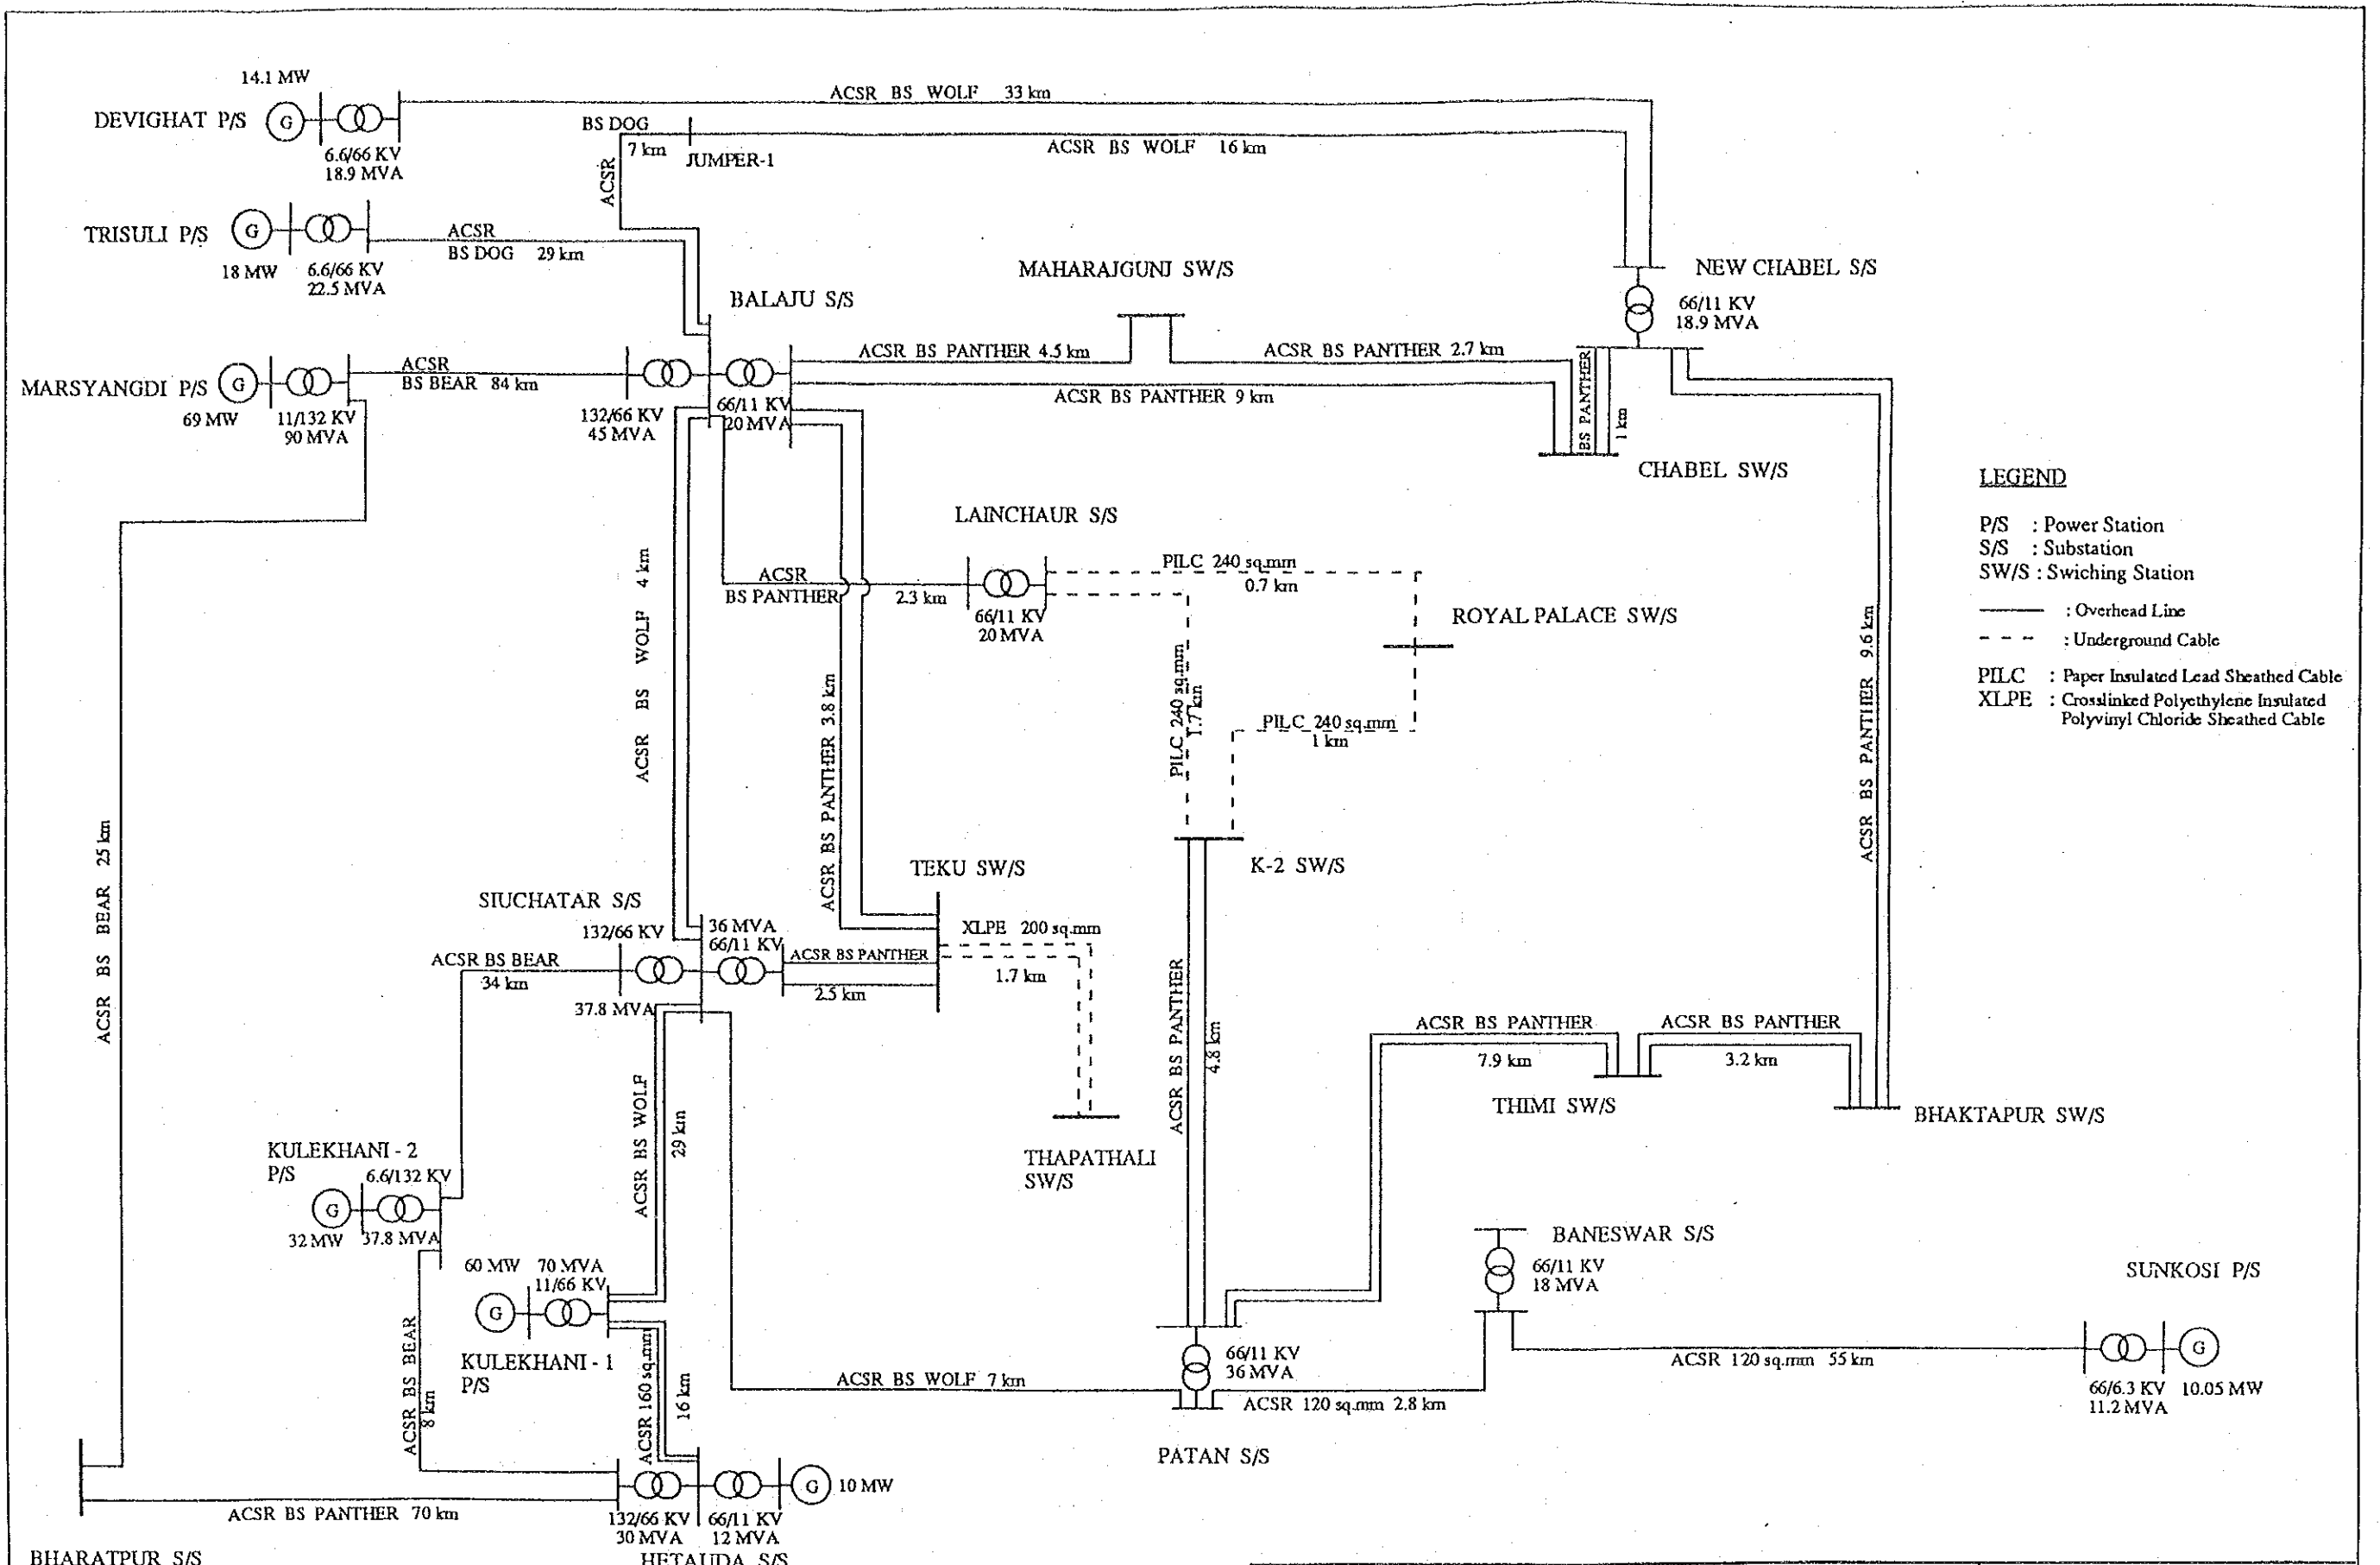 14.1 MW
DEVIGHAT P/S
G
6.6/66 KV
18.9 MVA
ACSR BS WOLF 33 km
BS DOG
7 km
JUMPER-1
ACSR
ACSR BS WOLF 16 km
TRISULI P/S
G
18 MW
6.6/66 KV
22.5 MVA
ACSR
BS DOG 29 km
MAHARAJGUNJ SW/S
NEW CHABEL S/S
66/11 KV
18.9 MVA
BALAJU S/S
MARSYANGDI P/S
G
69 MW
11/132 KV
90 MVA
ACSR
BS BEAR 84 km
132/66 KV
45 MVA
66/11 KV
20 MVA
ACSR BS PANTHER 4.5 km
ACSR BS PANTHER 2.7 km
ACSR BS PANTHER 9 km
BS PANTHER
1 km
CHABEL SW/S
LEGEND
P/S : Power Station
S/S : Substation
SW/S : Swiching Station
: Overhead Line
: Underground Cable
PILC : Paper Insulated Lead Sheathed Cable
XLPE : Crosslinked Polyethylene Insulated
Polyvinyl Chloride Sheathed Cable
LAINCHAUR S/S
ACSR
BS PANTHER
2.3 km
66/11 KV
20 MVA
PILC 240 sq.mm
0.7 km
ROYAL PALACE SW/S
PILC 240 sq.mm
1.7 km
PILC 240 sq.mm
1 km
K-2 SW/S
ACSR BS WOLF 4 km
ACSR BS PANTHER 3.8 km
ACSR BS PANTHER 9.6 km
ACSR BS BEAR 25 km
TEKU SW/S
SIUCHATAR S/S
132/66 KV
37.8 MVA
36 MVA
66/11 KV
ACSR BS BEAR
34 km
ACSR BS PANTHER
2.5 km
XLPE 200 sq.mm
1.7 km
THAPATHALI
SW/S
ACSR BS PANTHER
4.8 km
ACSR BS PANTHER
7.9 km
ACSR BS PANTHER
3.2 km
THIMI SW/S
BHAKTAPUR SW/S
ACSR BS WOLF
29 km
KULEKHANI - 2
P/S
6.6/132 KV
G
32 MW
37.8 MVA
60 MW
70 MVA
11/66 KV
G
KULEKHANI - 1
P/S
ACSR BS BEAR
8 km
ACSR 160 sq.mm
16 km
ACSR BS WOLF 7 km
BANESWAR S/S
66/11 KV
18 MVA
SUNKOSI P/S
G
66/6.3 KV
11.2 MVA
10.05 MW
ACSR 120 sq.mm 55 km
66/11 KV
36 MVA
ACSR 120 sq.mm 2.8 km
PATAN S/S
ACSR BS PANTHER 70 km
132/66 KV
30 MVA
66/11 KV
12 MVA
G
10 MW
BHARATPUR S/S
HETAUDA S/S